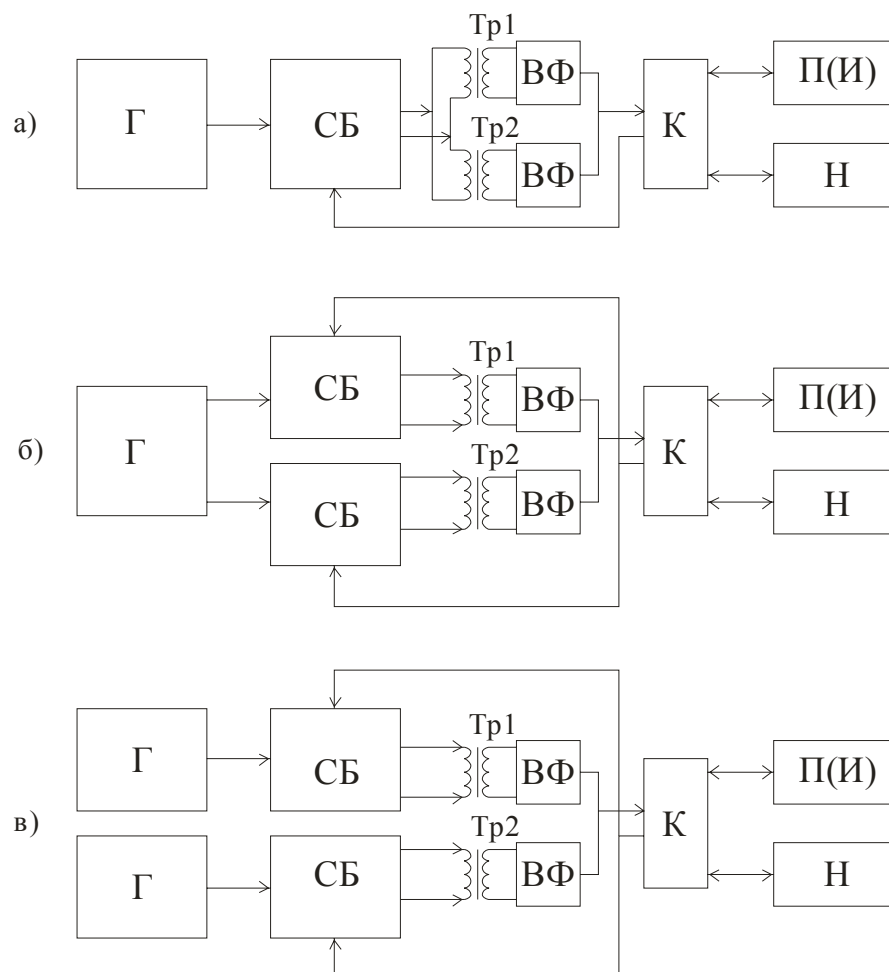 а)
Г
СБ
Тр1
ВФ
Тр2
ВФ
К
П(И)
Н
б)
Г
СБ
СБ
Тр1
ВФ
Тр2
ВФ
К
П(И)
Н
в)
Г
Г
СБ
СБ
Тр1
ВФ
Тр2
ВФ
К
П(И)
Н